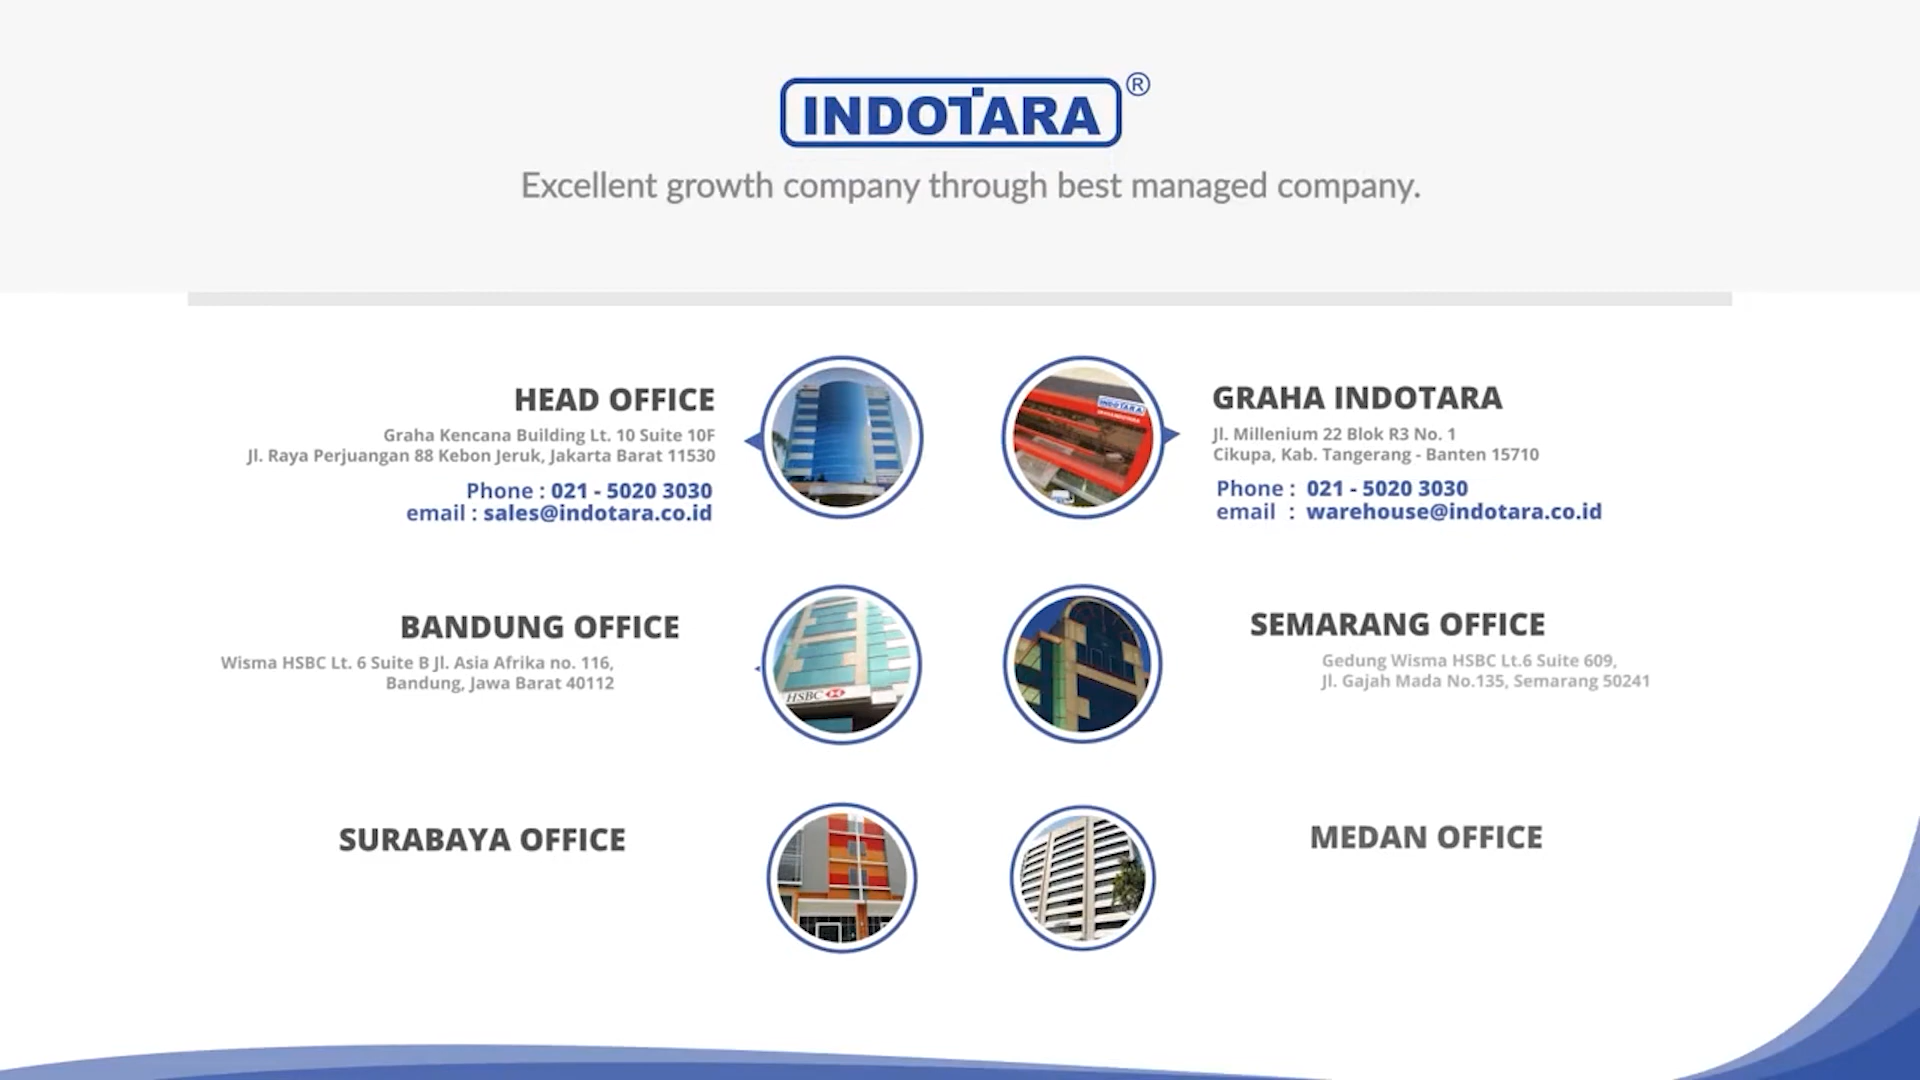 INDOTARA®
Excellent growth company through best managed company.
HEAD OFFICE
Graha Kencana Building Lt. 10 Suite 10F
Jl. Raya Perjuangan 88 Kebon Jeruk, Jakarta Barat 11530
Phone : 021 - 5020 3030
email : sales@indotara.co.id
GRAHA INDOTARA
Jl. Millenium 22 Blok R3 No. 1
Cikupa, Kab. Tangerang - Banten 15710
Phone : 021 - 5020 3030
email : warehouse@indotara.co.id
INDOTARA
BANDUNG OFFICE
Wisma HSBC Lt. 6 Suite B Jl. Asia Afrika no. 116,
Bandung, Jawa Barat 40112
HSBC
SEMARANG OFFICE
Gedung Wisma HSBC Lt.6 Suite 609,
Jl. Gajah Mada No.135, Semarang 50241
SURABAYA OFFICE
MEDAN OFFICE